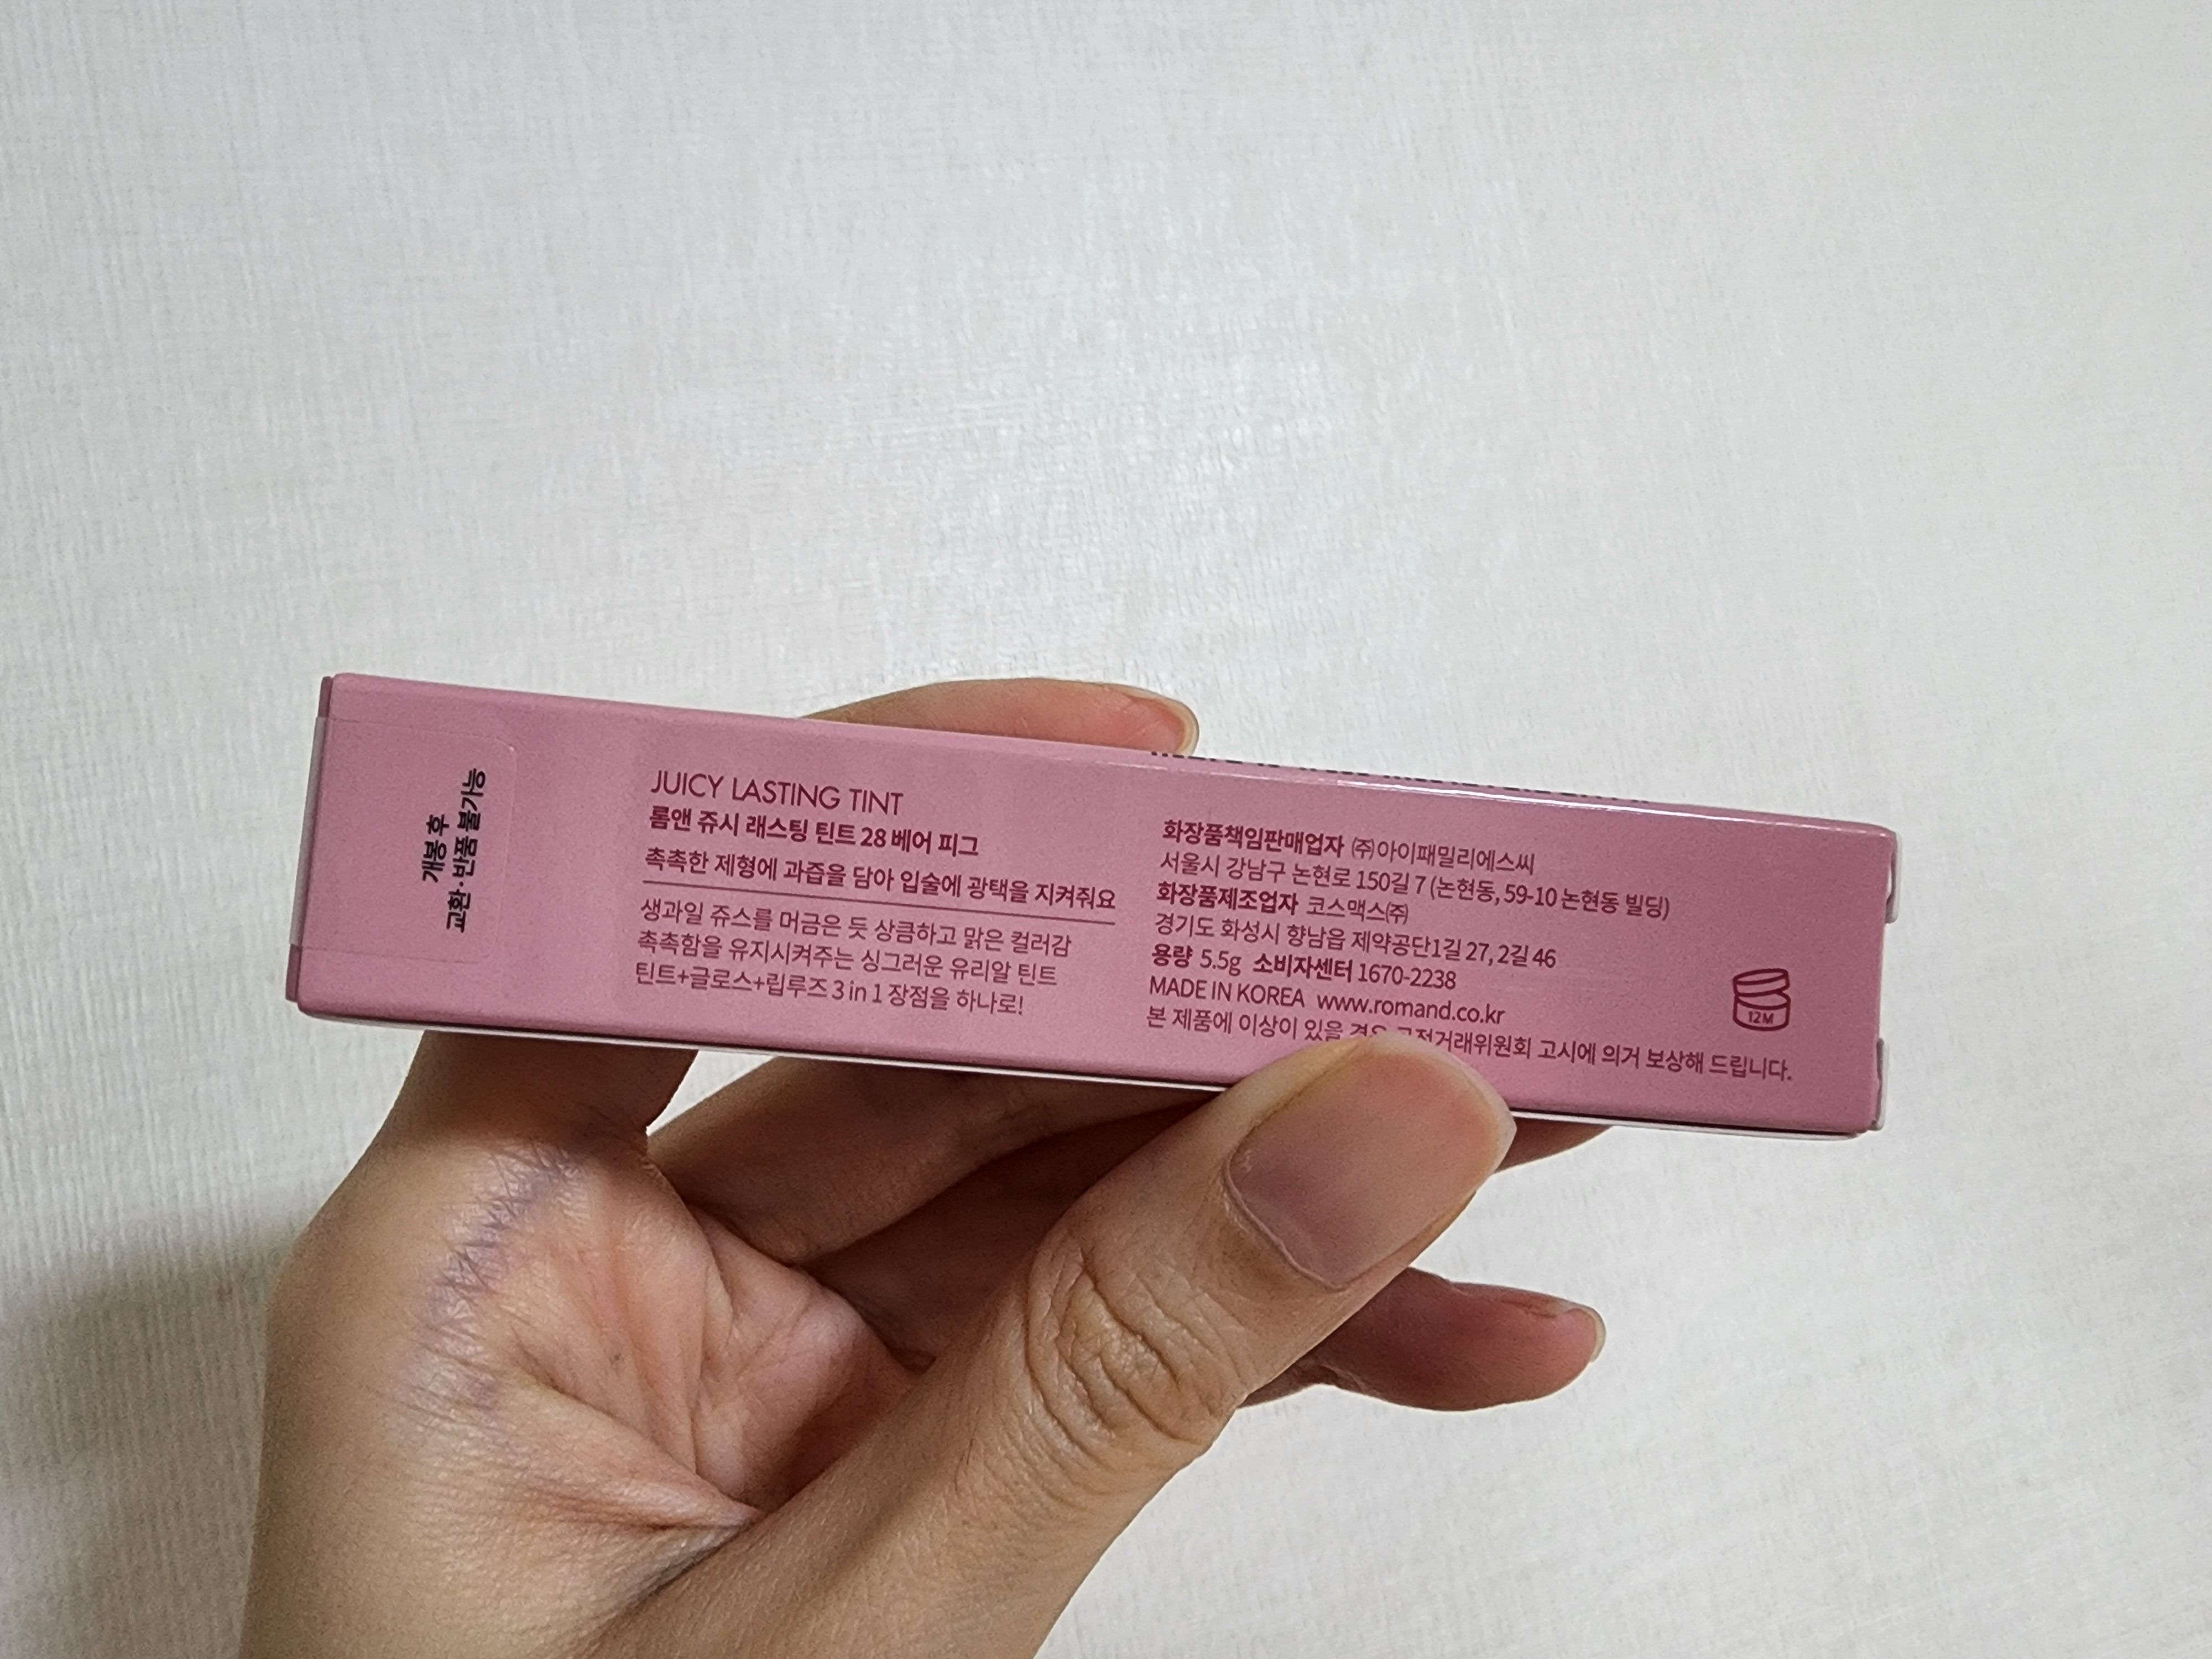 개봉 후
교환·반품 불가능
JUICY LASTING TINT
롬앤 쥬시 래스팅 틴트 28 베어 피그
촉촉한 제형에 과즙을 담아 입술에 광택을 지켜줘요
생과일 쥬스를 머금은 듯 상큼하고 맑은 컬러감
촉촉함을 유지시켜주는 싱그러운 유리알 틴트
틴트+글로스+립루즈 3 in 1 장점을 하나로!
화장품책임판매업자 ㈜아이패밀리에스씨
서울시 강남구 논현로 150길 7 (논현동, 59-10 논현동 빌딩)
화장품제조업자 코스맥스㈜
경기도 화성시 향남읍 제약공단1길 27, 2길 46
용량 5.5g 소비자센터 1670-2238
MADE IN KOREA www.romand.co.kr
본 제품에 이상이 있을 고시에 의거 보상해 드립니다.
12M